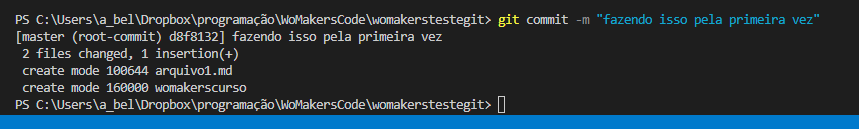 PS C:\Users\a_bel\Dropbox\programação\WoMakersCode\womakerstestegit> git commit -m "fazendo isso pela primeira vez"
[master (root-commit) d8f8132] fazendo isso pela primeira vez
 2 files changed, 1 insertion(+)
 create mode 100644 arquivo1.md
 create mode 160000 womakerscurso
PS C:\Users\a_bel\Dropbox\programação\WoMakersCode\womakerstestegit>